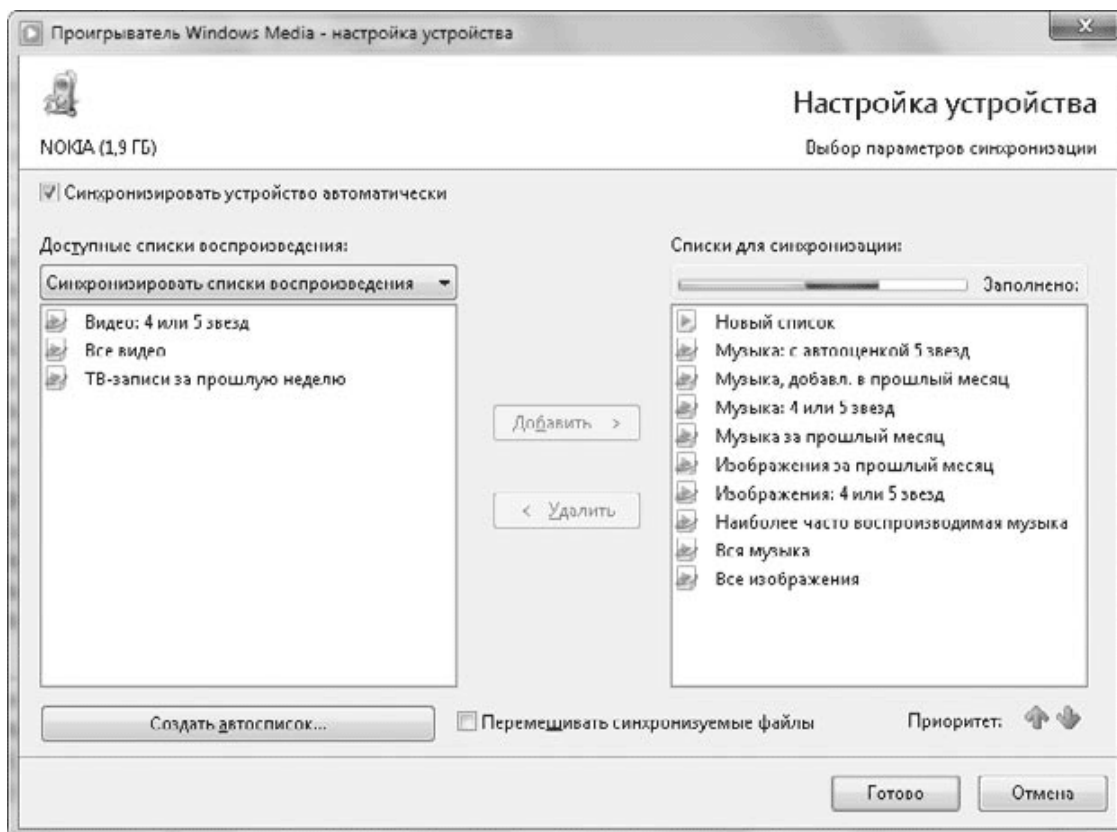 Проигрыватель Windows Media - настройка устройства
Настройка устройства
NOKIA (1,9 ГБ)
Выбор параметров синхронизации
Синхронизировать устройство автоматически
Доступные списки воспроизведения:
Списки для синхронизации:
Синхронизировать списки воспроизведения
Заполнено:
Видео: 4 или 5 звезд
Все видео
ТВ-записи за прошлую неделю
Добавить >
< Удалить
Новый список
Музыка: с автооценкой 5 звезд
Музыка, добавл. в прошлый месяц
Музыка: 4 или 5 звезд
Музыка за прошлый месяц
Изображения за прошлый месяц
Изображения: 4 или 5 звезд
Наиболее часто воспроизводимая музыка
Вся музыка
Все изображения
Создать автосписок...
Перемешивать синхронизуемые файлы
Приоритет:
Готово
Отмена